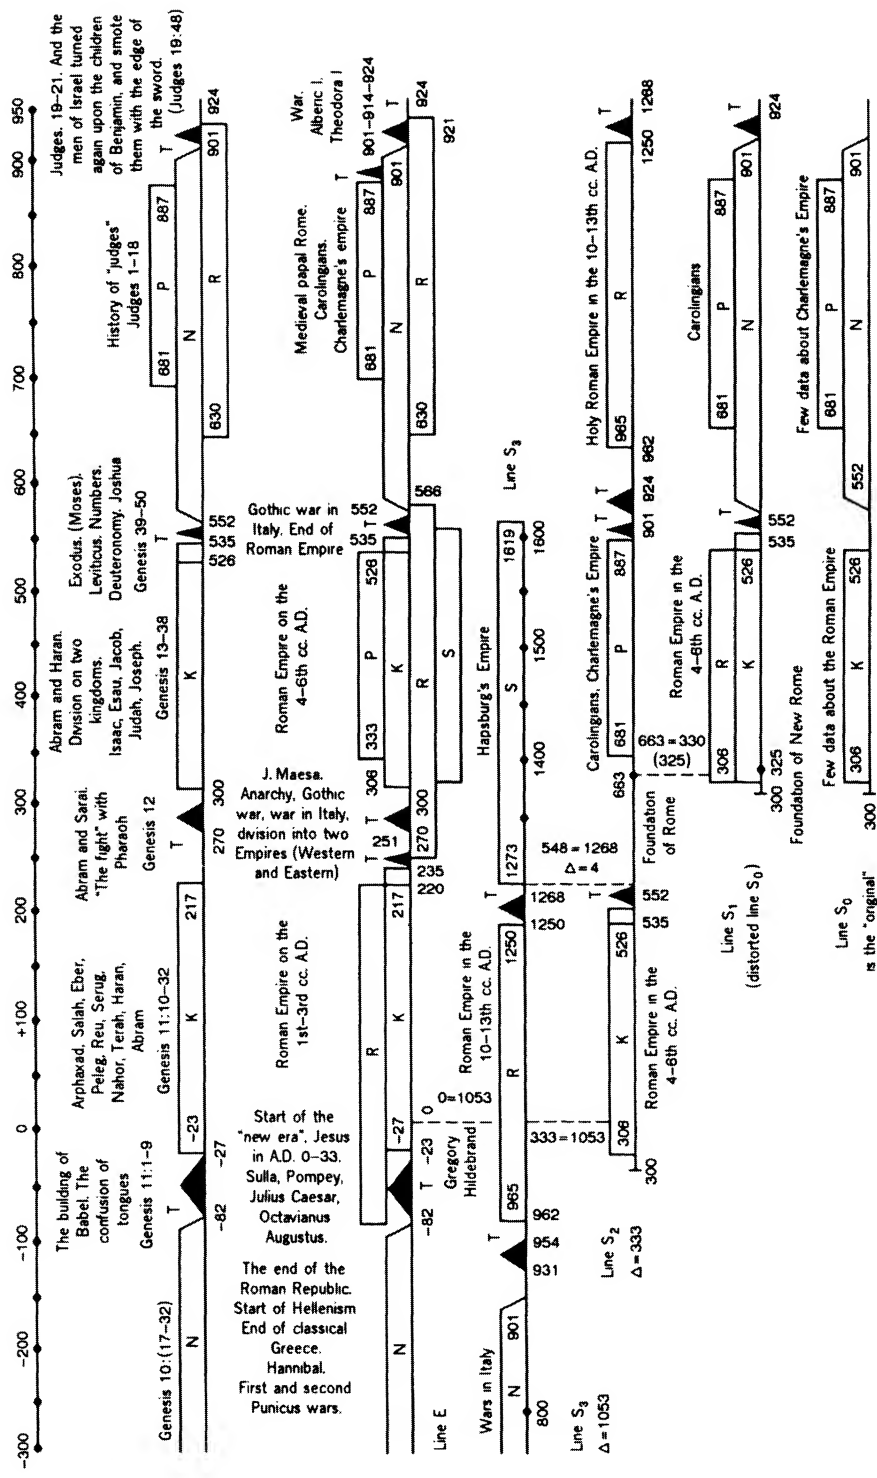 -300 -200 -100 0 +100 200 300 400 500 600 700 800 900 950
Genesis 10:(17–32)
The building of
Babel. The
confusion of
tongues
Genesis 11:1–9
Arphaxad, Salah, Eber,
Peleg, Reu, Serug,
Nahor, Terah, Haran,
Abram
Genesis 11:10–32
Abram and Sarai.
"The fight" with
Pharaoh
Genesis 12
Abram and Haran.
Division on two
kingdoms.
Isaac, Esau, Jacob,
Judah, Joseph.
Genesis 13–38
Exodus. (Moses).
Leviticus. Numbers.
Deuteronomy. Joshua
Genesis 39–50
History of "judges"
Judges 1–18
Judges. 19–21. And the
men of Israel turned
again upon the children
of Benjamin, and smote
them with the edge of
the sword.
(Judges 19:48)
681 P 887
N T -23 K 217 T K T N T
-82 -27 270 300 526 535 552 630 R 901 924
The end of the
Roman Republic.
Start of Hellenism
End of classical
Greece.
Hannibal.
First and second
Punicus wars.
Start of the
"new era". Jesus
in A.D. 0–33.
Sulla, Pompey,
Julius Caesar,
Octavianus
Augustus.
Roman Empire on the
1st–3rd cc. A.D.
J. Maesa.
Anarchy, Gothic
war, war in Italy,
division into two
Empires (Western
and Eastern)
Roman Empire on the
4–6th cc. A.D.
Gothic war in
Italy. End of
Roman Empire
Medieval papal Rome.
Carolingians.
Charlemagne's empire
War.
Alberic I.
Theodora I
901–914–924
R 251 333 P 526 535 552 681 P 887 T
N T -27 K 217 T T 306 K T N 901 T
-82 -23 0 220 235 270 300 R 566 630 R 924
921
S
Line E
Gregory
Hildebrand
0=1053
Wars in Italy
Roman Empire in the
10–13th cc. A.D.
Hapsburg's Empire
Line S3
N 901 T 965 R 1250 T 1273 S 1619
800 931 954 962 1250 1268 1400 1500 1600
Line S3
Δ=1053
333=1053
548=1268
Δ=4
Line S2
Δ=333
Carolingians, Charlemagne's Empire
Holy Roman Empire in the 10–13th cc. A.D.
306 K 526 T 681 P 887 T T 965 R 1250 T
300 535 552 663 901 924 962 1250 1268
Roman Empire in the
4–6th cc. A.D.
Foundation
of Rome
663=330
(325)
Roman Empire in the
4–6th cc. A.D.
Carolingians
Line S1
(distorted line S0)
306 R 681 P 887
K 526 T N 901 T
300 325 535 552 924
Foundation of New Rome
Few data about the Roman Empire
Few data about Charlemagne's Empire
Line S0
is the "original"
681 P 887
306 K 526 552 N 901
300